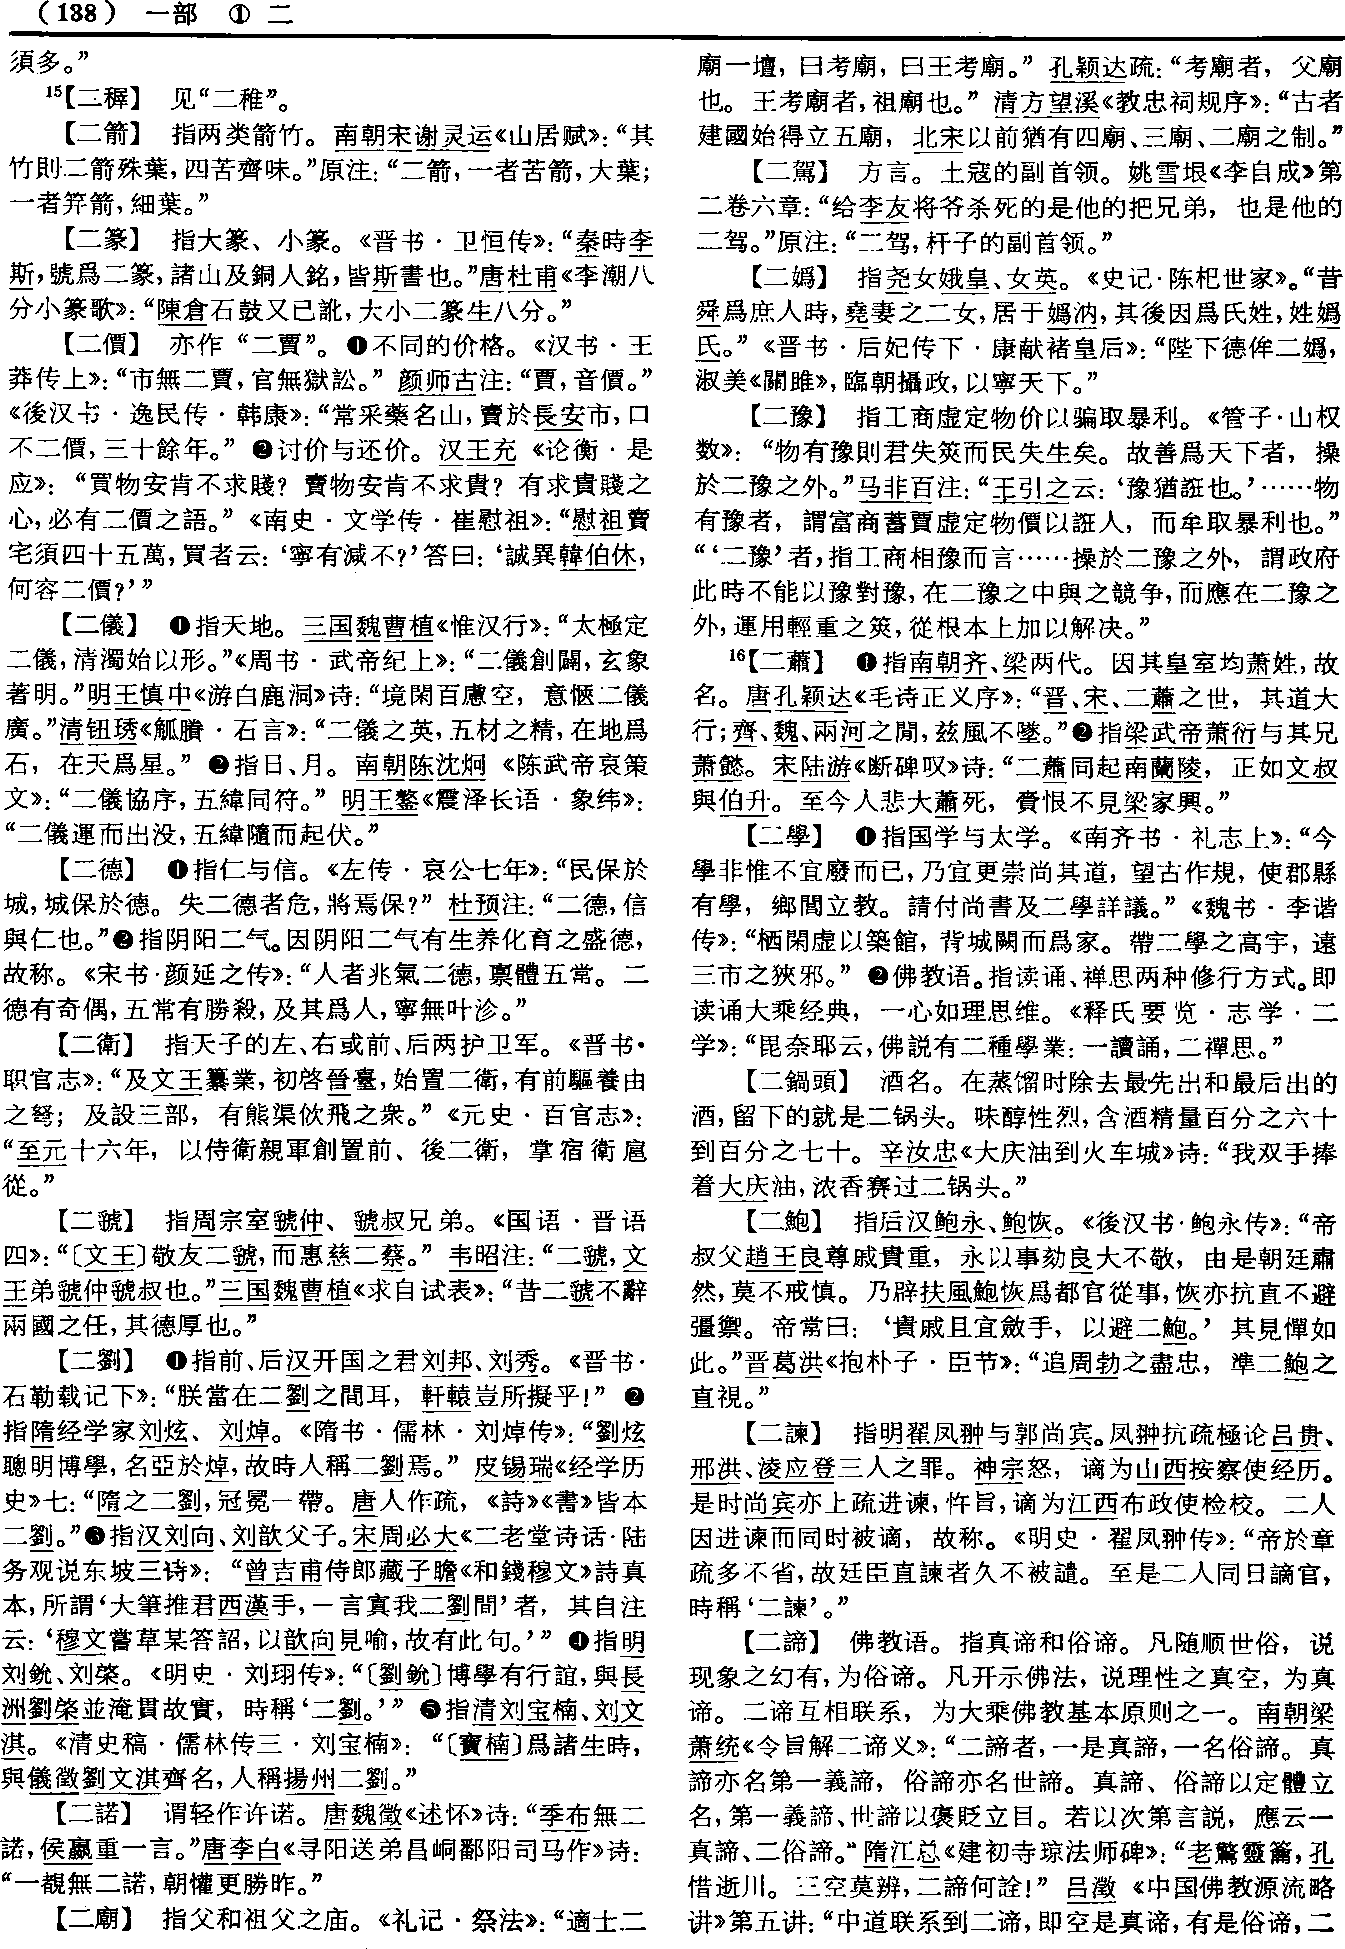 （138） 一部 ① 二
須多。”
15【二稺】 见“二稚”。
【二箭】 指两类箭竹。南朝宋谢灵运《山居赋》：“其
竹則二箭殊葉，四苦齊味。”原注：“二箭，一者苦箭，大葉；
一者笄箭，細葉。”
【二篆】 指大篆、小篆。《晋书·卫恒传》：“秦時李
斯，號爲二篆，諸山及銅人銘，皆斯書也。”唐杜甫《李潮八
分小篆歌》：“陳倉石鼓又已訛，大小二篆生八分。”
【二價】 亦作“二賈”。❶不同的价格。《汉书·王
莽传上》：“市無二賈，官無獄訟。”颜师古注：“賈，音價。”
《後汉书·逸民传·韩康》：“常采藥名山，賣於長安市，口
不二價，三十餘年。”❷讨价与还价。汉王充《论衡·是
应》：“買物安肯不求賤？賣物安肯不求貴？有求貴賤之
心，必有二價之語。”《南史·文学传·崔慰祖》：“慰祖賣
宅須四十五萬，買者云：‘寧有減不？’答曰：‘誠異韓伯休，
何容二價？’”
【二儀】 ❶指天地。三国魏曹植《惟汉行》：“太極定
二儀，清濁始以形。”《周书·武帝纪上》：“二儀創闢，玄象
著明。”明王慎中《游白鹿洞》诗：“境閑百慮空，意愜二儀
廣。”清钮琇《觚賸·石言》：“二儀之英，五材之精，在地爲
石，在天爲星。”❷指日、月。南朝陈沈炯《陈武帝哀策
文》：“二儀協序，五緯同符。”明王鏊《震泽长语·象纬》：
“二儀運而出没，五緯隨而起伏。”
【二德】 ❶指仁与信。《左传·哀公七年》：“民保於
城，城保於德。失二德者危，將焉保？”杜预注：“二德，信
與仁也。”❷指阴阳二气。因阴阳二气有生养化育之盛德，
故称。《宋书·颜延之传》：“人者兆氣二德，禀體五常。二
德有奇偶，五常有勝殺，及其爲人，寧無叶沴。”
【二衛】 指天子的左、右或前、后两护卫军。《晋书·
职官志》：“及文王纂業，初啓晉臺，始置二衛，有前驅養由
之弩；及設三部，有熊渠佽飛之衆。”《元史·百官志》：
“至元十六年，以侍衛親軍創置前、後二衛，掌宿衛扈
從。”
【二虢】 指周宗室虢仲、虢叔兄弟。《国语·晋语
四》：“〔文王〕敬友二虢，而惠慈二蔡。”韦昭注：“二虢，文
王弟虢仲虢叔也。”三国魏曹植《求自试表》：“昔二虢不辭
兩國之任，其德厚也。”
【二劉】 ❶指前、后汉开国之君刘邦、刘秀。《晋书·
石勒载记下》：“朕當在二劉之間耳，軒轅豈所擬乎！”❷
指隋经学家刘炫、刘焯。《隋书·儒林·刘焯传》：“劉炫
聰明博學，名亞於焯，故時人稱二劉焉。”皮锡瑞《经学历
史》七：“隋之二劉，冠冕一帶。唐人作疏，《詩》《書》皆本
二劉。”❸指汉刘向、刘歆父子。宋周必大《二老堂诗话·陆
务观说东坡三诗》：“曾吉甫侍郎藏子瞻《和錢穆文》詩真
本，所謂‘大筆推君西漢手，一言寘我二劉間’者，其自注
云：‘穆文嘗草某答詔，以歆向見喻，故有此句。’”❹指明
刘鈗、刘棨。《明史·刘珝传》：“〔劉鈗〕博學有行誼，與長
洲劉棨並淹貫故實，時稱‘二劉。’”❺指清刘宝楠、刘文
淇。《清史稿·儒林传三·刘宝楠》：“〔寶楠〕爲諸生時，
與儀徵劉文淇齊名，人稱揚州二劉。”
【二諾】 谓轻作许诺。唐魏徵《述怀》诗：“季布無二
諾，侯嬴重一言。”唐李白《寻阳送弟昌峒鄱阳司马作》诗：
“一覩無二諾，朝懽更勝昨。”
【二廟】 指父和祖父之庙。《礼记·祭法》：“適士二
廟一壇，曰考廟，曰王考廟。”孔颖达疏：“考廟者，父廟
也。王考廟者，祖廟也。”清方望溪《教忠祠规序》：“古者
建國始得立五廟，北宋以前猶有四廟、三廟、二廟之制。”
【二駕】 方言。土寇的副首领。姚雪垠《李自成》第
二卷六章：“给李友将爷杀死的是他的把兄弟，也是他的
二驾。”原注：“二驾，杆子的副首领。”
【二嬀】 指尧女娥皇、女英。《史记·陈杞世家》。“昔
舜爲庶人時，堯妻之二女，居于嬀汭，其後因爲氏姓，姓嬀
氏。”《晋书·后妃传下·康献褚皇后》：“陛下德侔二嬀，
淑美《關雎》，臨朝攝政，以寧天下。”
【二豫】 指工商虚定物价以骗取暴利。《管子·山权
数》：“物有豫則君失筴而民失生矣。故善爲天下者，操
於二豫之外。”马非百注：“王引之云：‘豫猶誑也。’……物
有豫者，謂富商蓄賈虚定物價以誑人，而牟取暴利也。”
“‘二豫’者，指工商相豫而言……操於二豫之外，謂政府
此時不能以豫對豫，在二豫之中與之競争，而應在二豫之
外，運用輕重之筴，從根本上加以解决。”
16【二蕭】 ❶指南朝齐、梁两代。因其皇室均萧姓，故
名。唐孔颖达《毛诗正义序》：“晋、宋、二蕭之世，其道大
行；齊、魏、兩河之間，兹風不墜。”❷指梁武帝萧衍与其兄
萧懿。宋陆游《断碑叹》诗：“二蕭同起南蘭陵，正如文叔
與伯升。至今人悲大蕭死，賫恨不見梁家興。”
【二學】 ❶指国学与太学。《南齐书·礼志上》：“今
學非惟不宜廢而已，乃宜更崇尚其道，望古作規，使郡縣
有學，鄉閭立教。請付尚書及二學詳議。”《魏书·李谐
传》：“栖閑虚以築館，背城闕而爲家。帶二學之高宇，遠
三市之狹邪。”❷佛教语。指读诵、禅思两种修行方式。即
读诵大乘经典，一心如理思维。《释氏要览·志学·二
学》：“毘奈耶云，佛説有二種學業：一讀誦，二禪思。”
【二鍋頭】 酒名。在蒸馏时除去最先出和最后出的
酒，留下的就是二锅头。味醇性烈，含酒精量百分之六十
到百分之七十。辛汝忠《大庆油到火车城》诗：“我双手捧
着大庆油，浓香赛过二锅头。”
【二鮑】 指后汉鲍永、鲍恢。《後汉书·鲍永传》：“帝
叔父趙王良尊戚貴重，永以事劾良大不敬，由是朝廷肅
然，莫不戒慎。乃辟扶風鮑恢爲都官從事，恢亦抗直不避
彊禦。帝常曰：‘貴戚且宜斂手，以避二鮑。’其見憚如
此。”晋葛洪《抱朴子·臣节》：“追周勃之盡忠，準二鮑之
直視。”
【二諫】 指明翟凤翀与郭尚宾。凤翀抗疏極论吕贵、
邢洪、淩应登三人之罪。神宗怒，谪为山西按察使经历。
是时尚宾亦上疏进谏，忤旨，谪为江西布政使检校。二人
因进谏而同时被谪，故称。《明史·翟凤翀传》：“帝於章
疏多不省，故廷臣直諫者久不被譴。至是二人同日謫官，
時稱‘二諫’。”
【二諦】 佛教语。指真谛和俗谛。凡随顺世俗，说
现象之幻有，为俗谛。凡开示佛法，说理性之真空，为真
谛。二谛互相联系，为大乘佛教基本原则之一。南朝梁
萧统《令旨解二谛义》：“二諦者，一是真諦，一名俗諦。真
諦亦名第一義諦，俗諦亦名世諦。真諦、俗諦以定體立
名，第一義諦、世諦以褒貶立目。若以次第言説，應云一
真諦、二俗諦。”隋江总《建初寺琼法师碑》：“老驚靈籥，孔
惜逝川。三空莫辨，二諦何詮！”吕澂《中国佛教源流略
讲》第五讲：“中道联系到二谛，即空是真谛，有是俗谛，二